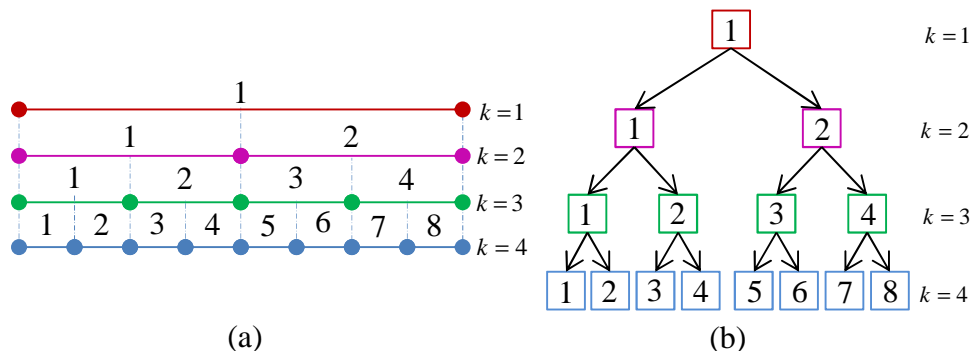 1
k = 1
1 2
k = 2
1 2 3 4
k = 3
1 2 3 4 5 6 7 8
k = 4
(a)
1
k = 1
1 2
k = 2
1 2 3 4
k = 3
1 2 3 4 5 6 7 8
k = 4
(b)